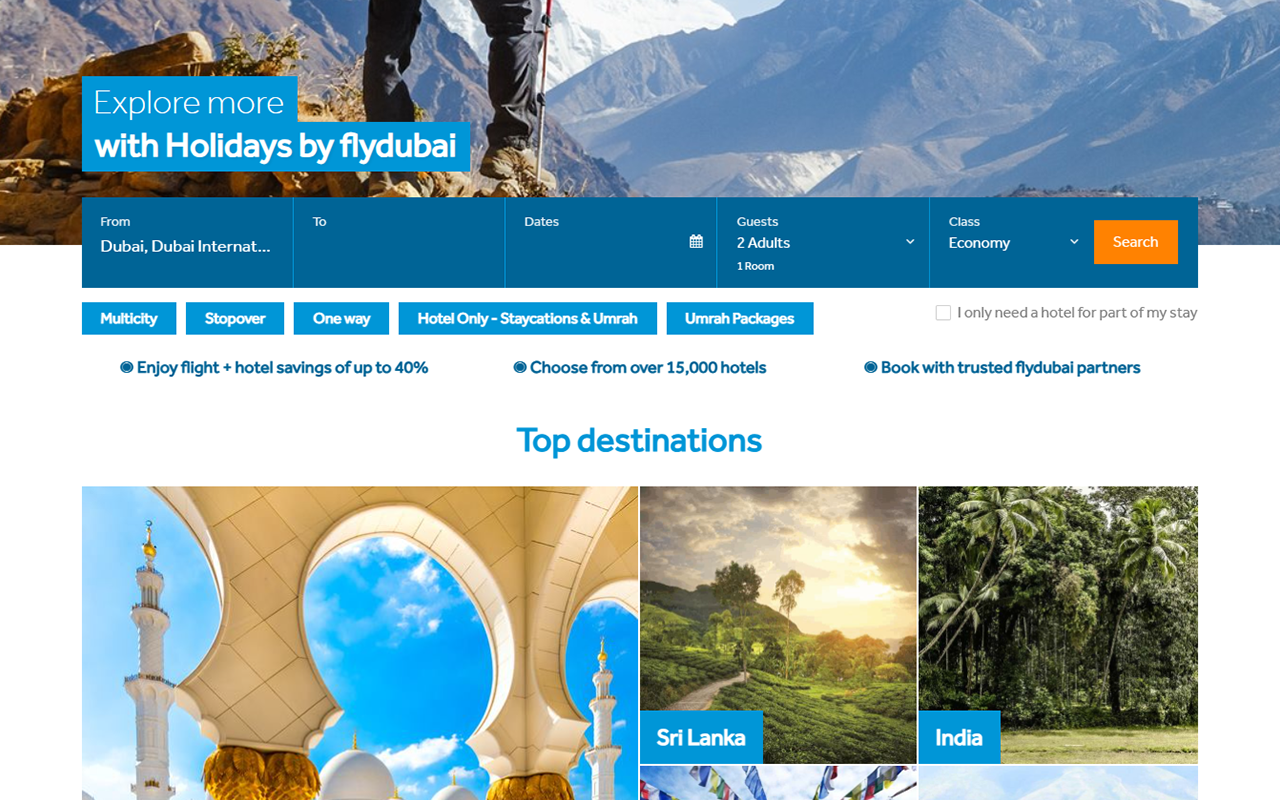 Explore more
with Holidays by flydubai
From
Dubai, Dubai Internat...
To
Dates
Guests
2 Adults
1 Room
Class
Economy
Search
Multicity
Stopover
One way
Hotel Only - Staycations & Umrah
Umrah Packages
I only need a hotel for part of my stay
Enjoy flight + hotel savings of up to 40%
Choose from over 15,000 hotels
Book with trusted flydubai partners
Top destinations
Sri Lanka
India